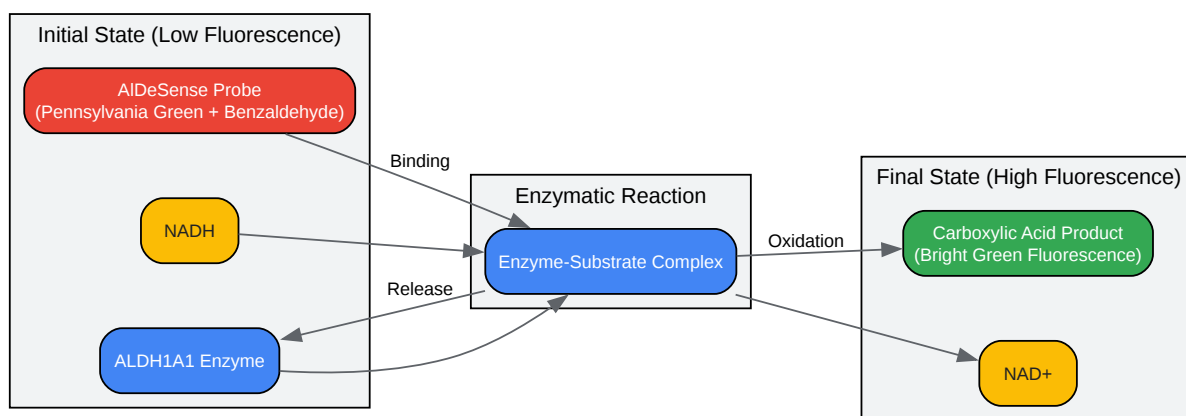 Initial State (Low Fluorescence)
AlDeSense Probe
(Pennsylvania Green + Benzaldehyde)
Binding
NADH
Release
ALDH1A1 Enzyme
Enzymatic Reaction
Enzyme-Substrate Complex
Oxidation
Final State (High Fluorescence)
Carboxylic Acid Product
(Bright Green Fluorescence)
NAD+